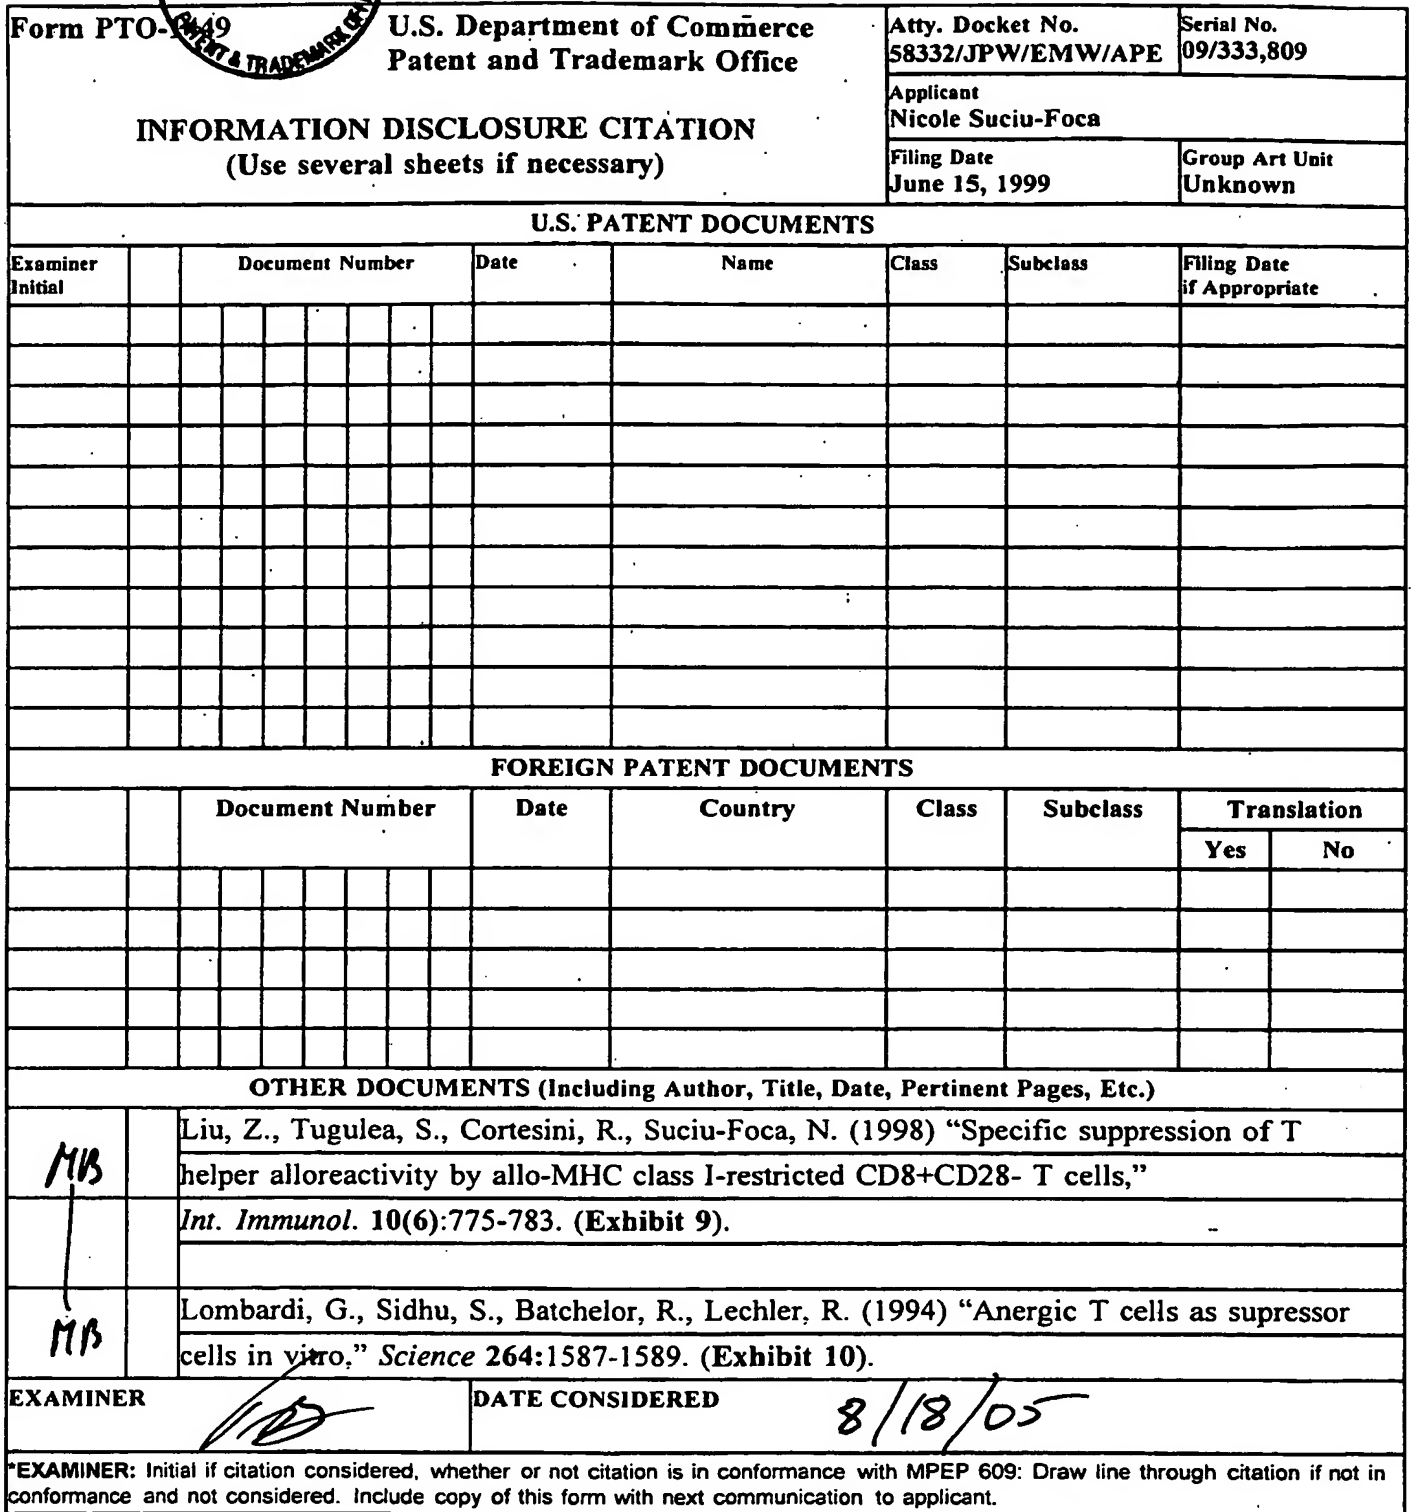 Form PTO-1449
PATENT & TRADEMARK
U.S. Department of Commerce
Patent and Trademark Office
INFORMATION DISCLOSURE CITATION
(Use several sheets if necessary)
Atty. Docket No.
58332/JPW/EMW/APE
Serial No.
09/333,809
Applicant
Nicole Suciu-Foca
Filing Date
June 15, 1999
Group Art Unit
Unknown
U.S. PATENT DOCUMENTS
Examiner Initial
Document Number
Date
Name
Class
Subclass
Filing Date if Appropriate
FOREIGN PATENT DOCUMENTS
Document Number
Date
Country
Class
Subclass
Translation
Yes
No
OTHER DOCUMENTS (Including Author, Title, Date, Pertinent Pages, Etc.)
MB
Liu, Z., Tugulea, S., Cortesini, R., Suciu-Foca, N. (1998) “Specific suppression of T
helper alloreactivity by allo-MHC class I-restricted CD8+CD28- T cells,”
Int. Immunol. 10(6):775-783. (Exhibit 9).
MB
Lombardi, G., Sidhu, S., Batchelor, R., Lechler, R. (1994) “Anergic T cells as supressor
cells in vitro,” Science 264:1587-1589. (Exhibit 10).
EXAMINER
DATE CONSIDERED
8/18/05
*EXAMINER: Initial if citation considered, whether or not citation is in conformance with MPEP 609: Draw line through citation if not in
conformance and not considered. Include copy of this form with next communication to applicant.